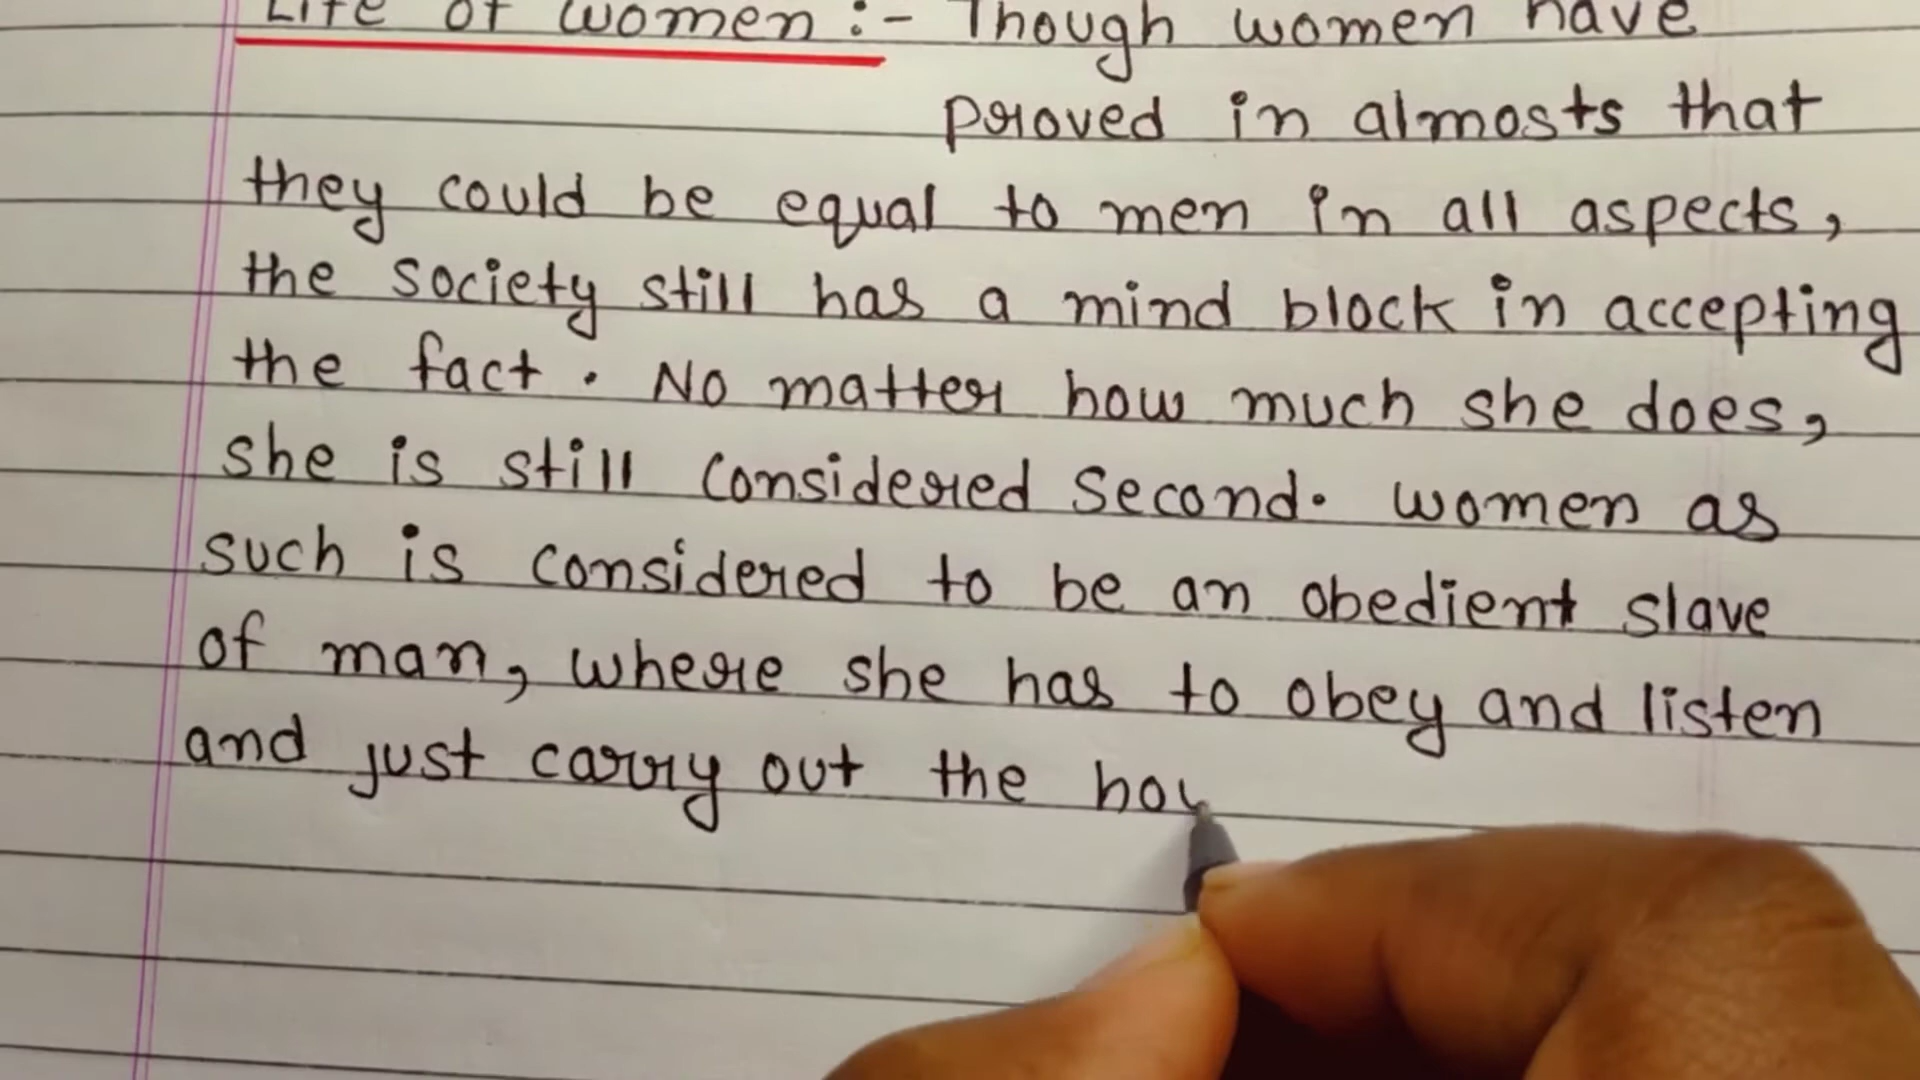 Life of women :- Though women have
proved in almosts that
they could be equal to men in all aspects,
the society still has a mind block in accepting
the fact. No matter how much she does,
she is still considered second. women as
such is considered to be an obedient slave
of man, where she has to obey and listen
and just carry out the hou